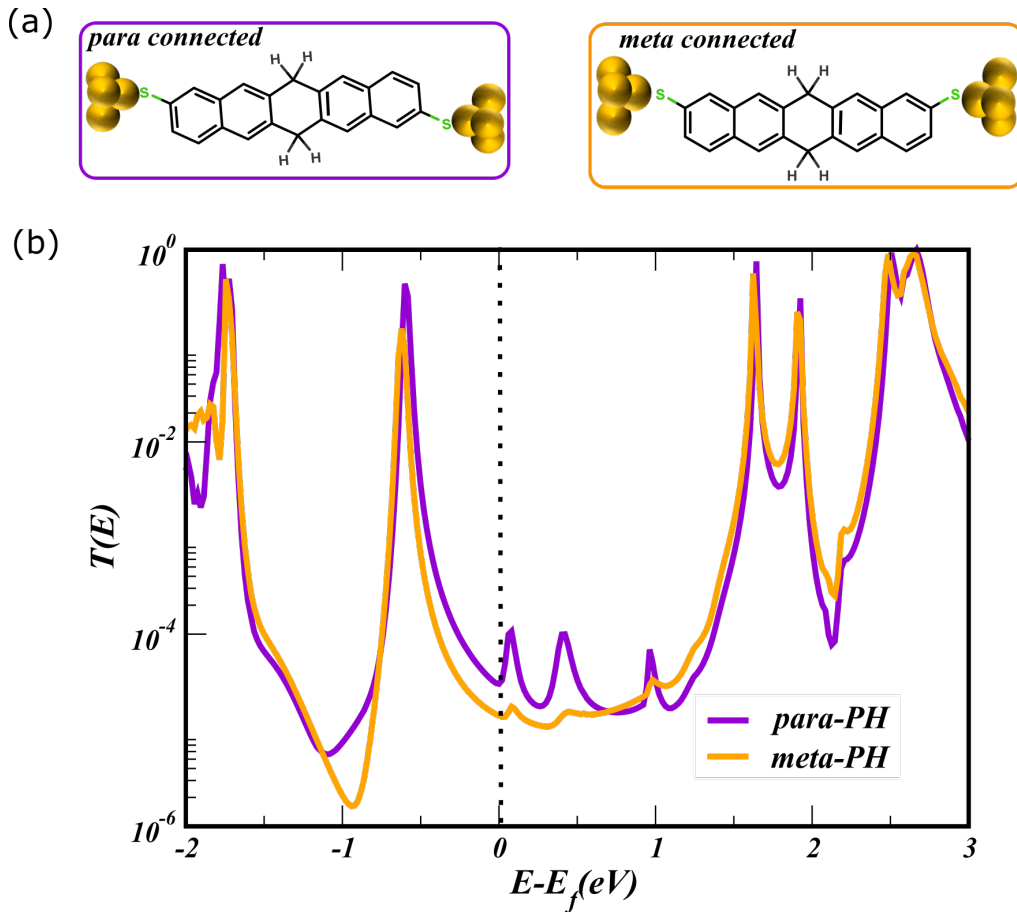 (a)
para connected
meta connected
H H
H H
S
S
H
H
S
S
H
H
(b)
T(E)
10^0
10^-2
10^-4
10^-6
-2 -1 0 1 2 3
E-E_f(eV)
para-PH
meta-PH